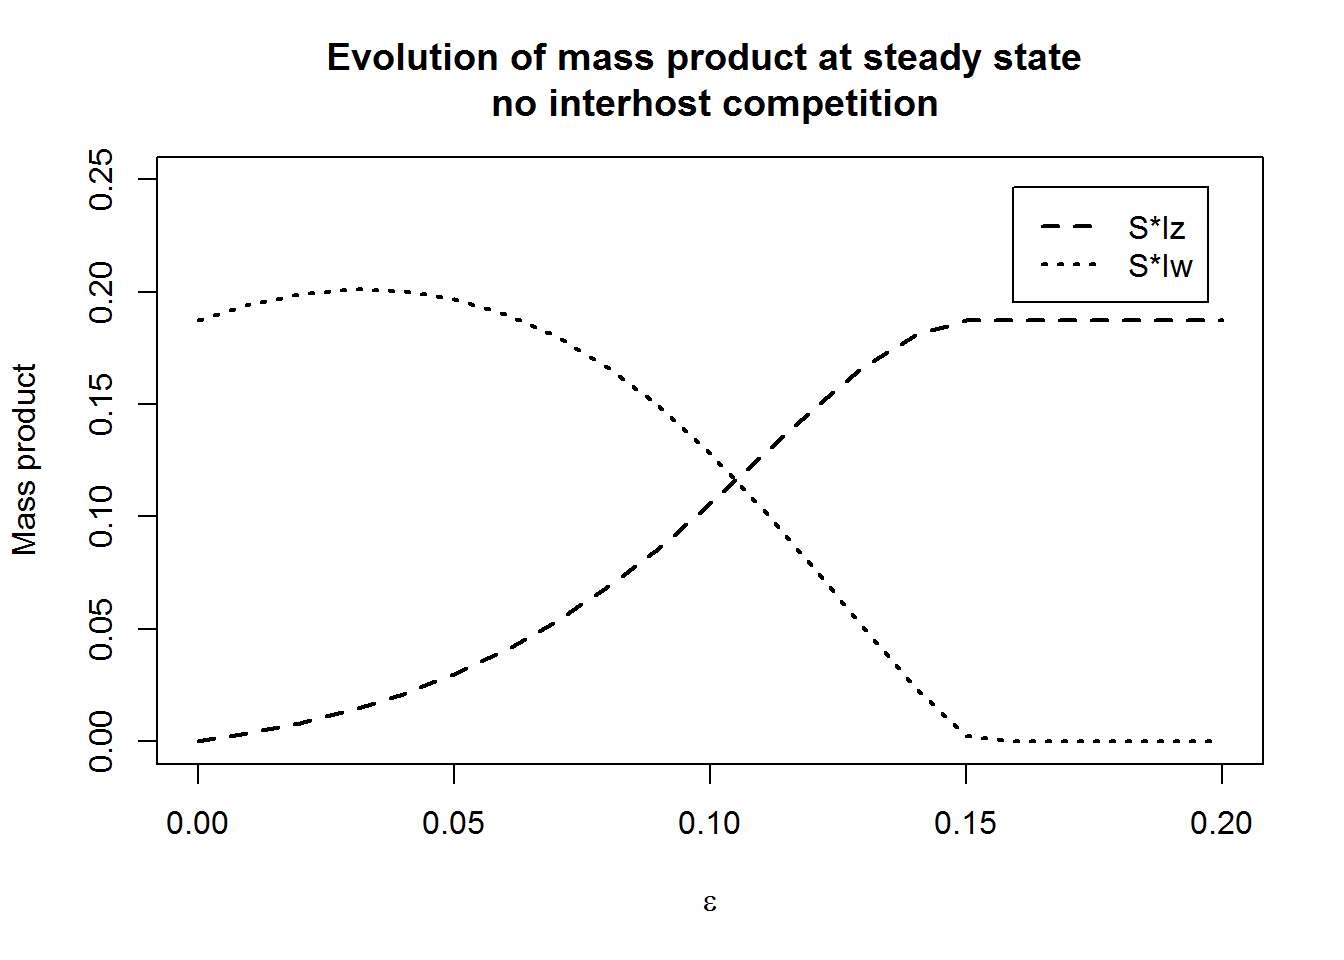 Evolution of mass product at steady state
no interhost competition
S*Iz
S*Iw
Mass product
0.25
0.20
0.15
0.10
0.05
0.00
0.00 0.05 0.10 0.15 0.20
ε